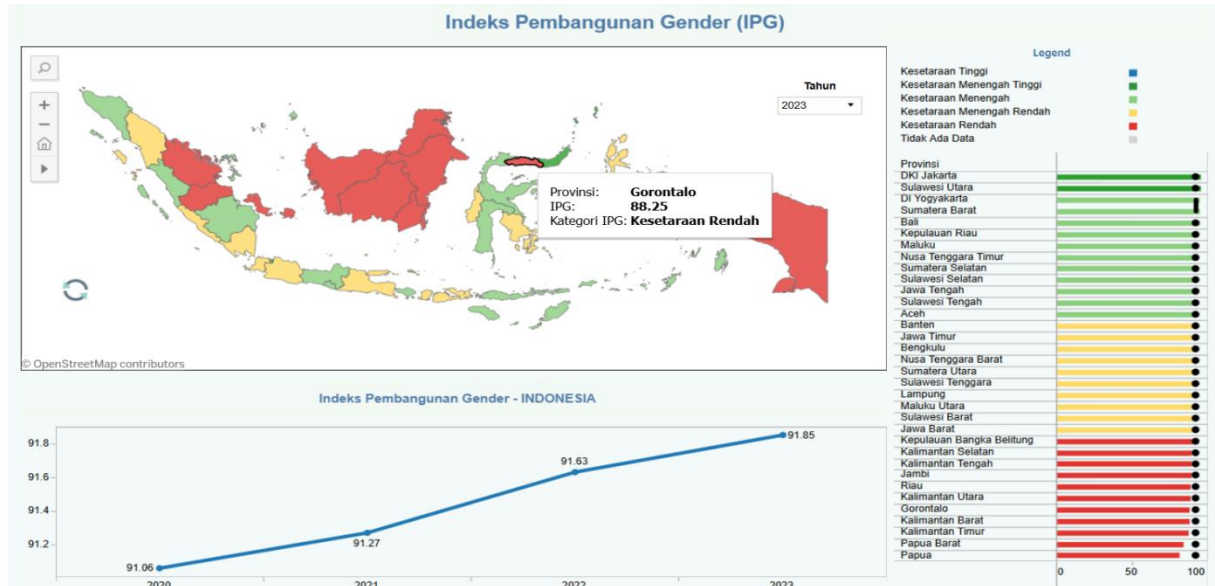 Indeks Pembangunan Gender (IPG)
Tahun
2023
Provinsi: Gorontalo
IPG: 88.25
Kategori IPG: Kesetaraan Rendah
© OpenStreetMap contributors
Legend
Kesetaraan Tinggi
Kesetaraan Menengah Tinggi
Kesetaraan Menengah
Kesetaraan Menengah Rendah
Kesetaraan Rendah
Tidak Ada Data
Provinsi
DKI Jakarta
Sulawesi Utara
DI Yogyakarta
Sumatera Barat
Bali
Kepulauan Riau
Maluku
Nusa Tenggara Timur
Sumatera Selatan
Sulawesi Selatan
Jawa Tengah
Sulawesi Tengah
Aceh
Banten
Jawa Timur
Bengkulu
Nusa Tenggara Barat
Sumatera Utara
Sulawesi Tenggara
Lampung
Maluku Utara
Sulawesi Barat
Jawa Barat
Kepulauan Bangka Belitung
Kalimantan Selatan
Kalimantan Tengah
Jambi
Riau
Kalimantan Utara
Gorontalo
Kalimantan Barat
Kalimantan Timur
Papua Barat
Papua
0 50 100
Indeks Pembangunan Gender - INDONESIA
91.8
91.6
91.4
91.2
91.06
91.27
91.63
91.85
2020 2021 2022 2023